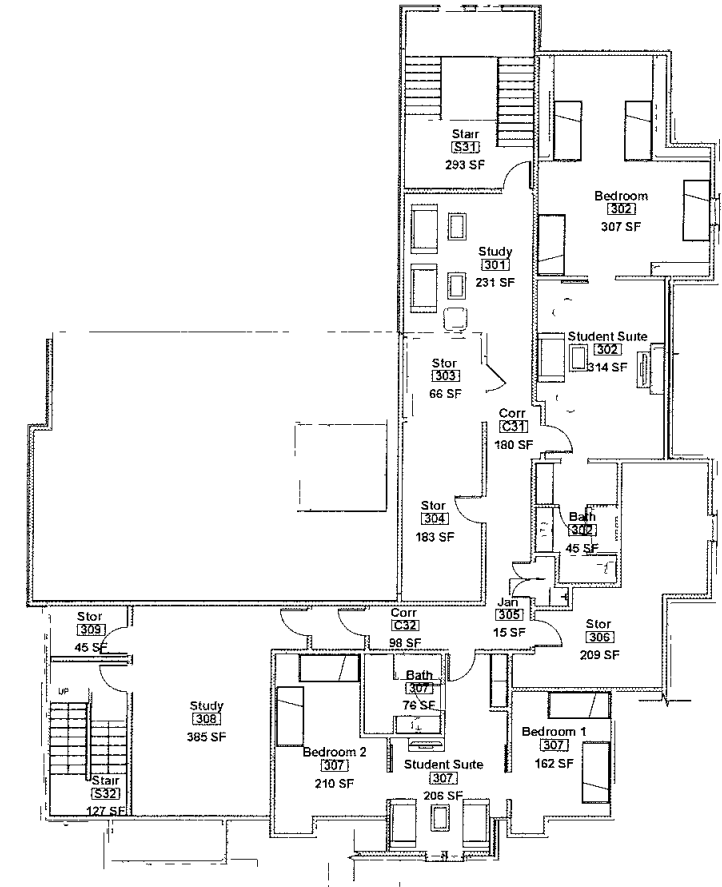 Stair
S31
293 SF
Bedroom
302
307 SF
Study
301
231 SF
Student Suite
302
314 SF
Stor
303
66 SF
Corr
C31
180 SF
Stor
304
183 SF
Bath
302
45 SF
Jan
305
15 SF
Corr
C32
98 SF
Stor
306
209 SF
Stor
309
45 SF
UP
Study
308
385 SF
Stair
S32
127 SF
Bath
307
76 SF
Bedroom 2
307
210 SF
Student Suite
307
206 SF
Bedroom 1
307
162 SF